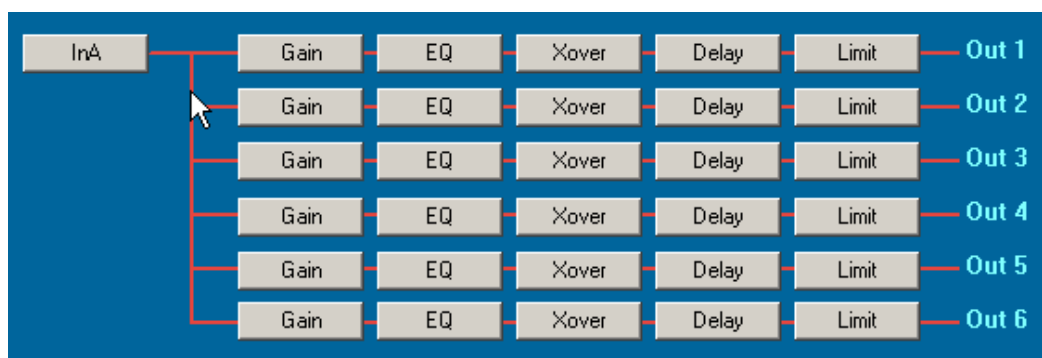 InA Gain EQ Xover Delay Limit Out 1
Gain EQ Xover Delay Limit Out 2
Gain EQ Xover Delay Limit Out 3
Gain EQ Xover Delay Limit Out 4
Gain EQ Xover Delay Limit Out 5
Gain EQ Xover Delay Limit Out 6